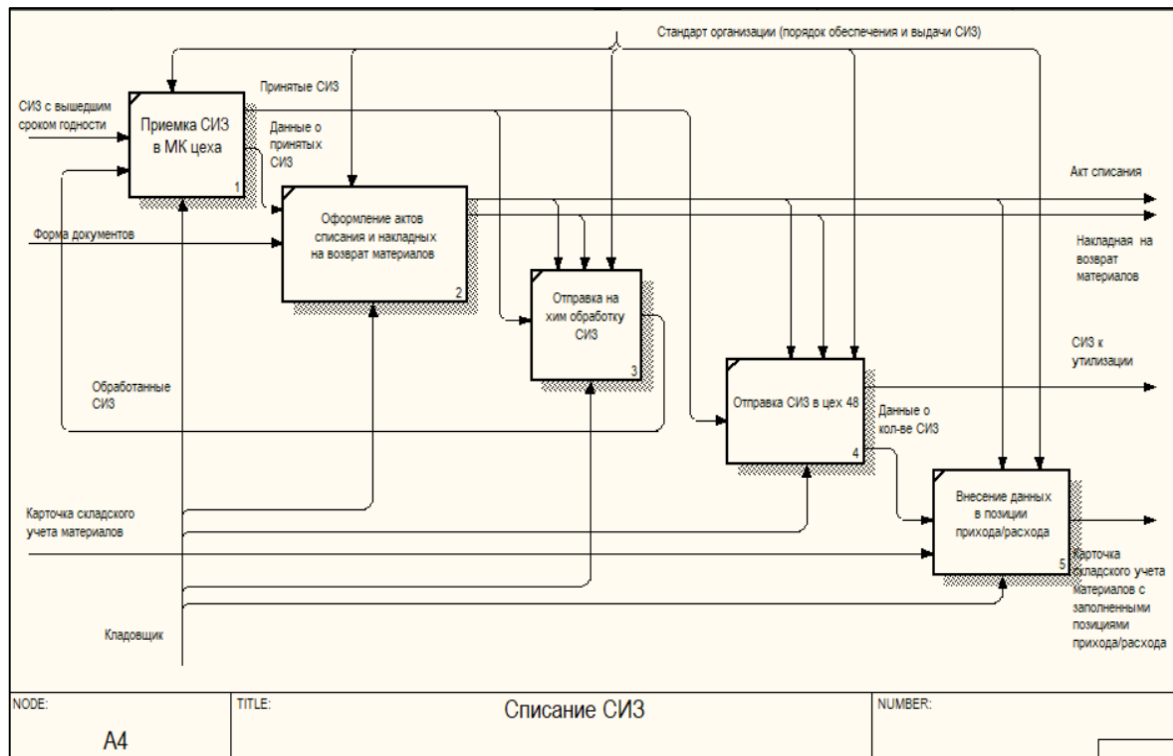 Стандарт организации (порядок обеспечения и выдачи СИЗ)
СИЗ с вышедшим
сроком годности
Приемка СИЗ
в МК цеха
1
Принятые СИЗ
Данные о
принятых
СИЗ
Форма документов
Оформление актов
списания и накладных
на возврат материалов
2
Акт списания
Накладная на
возврат
материалов
Отправка на
хим обработку
СИЗ
3
Обработанные
СИЗ
СИЗ к
утилизации
Отправка СИЗ в цех 48
4
Данные о
кол-ве СИЗ
Карточка складского
учета материалов
Внесение данных
в позиции
прихода/расхода
5
Карточка
складского учета
материалов с
заполненными
позициями
прихода/расхода
Кладовщик
NODE:
A4
TITLE:
Списание СИЗ
NUMBER: